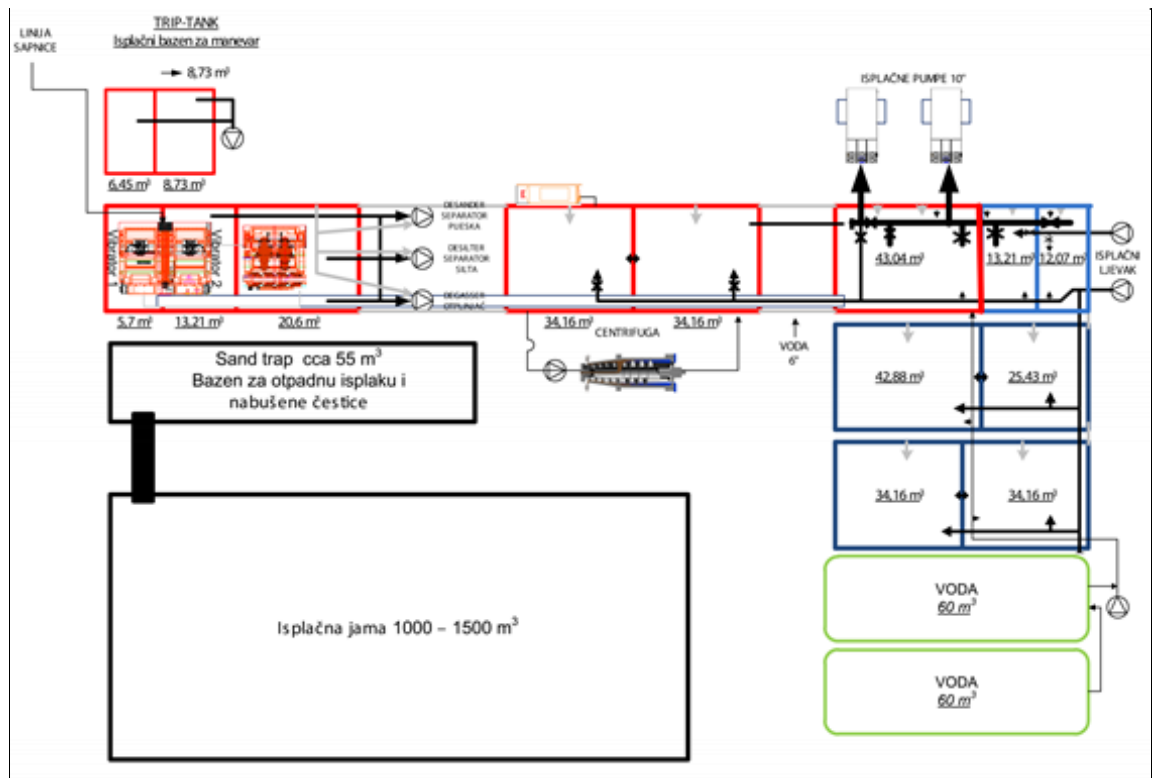 LINIJA
SAPNICE
TRIP-TANK
Isplačni bazen za manevar
8,73 m³
6,45 m³
8,73 m³
ISPLAČNE PUMPE 10"
Vibrator 1
Vibrator 2
DESANDER
SEPARATOR
PIJESKA
DESILTER
SEPARATOR
SILTA
DEGASSER
OTPLINJAČ
43,04 m³
13,21 m³
12,07 m³
ISPLAČNI
LJEVAK
5,7 m³
13,21 m³
20,6 m³
34,16 m³
34,16 m³
CENTRIFUGA
VODA
6"
Sand trap cca 55 m³
Bazen za otpadnu isplaku i
nabušene čestice
42,88 m³
25,43 m³
34,16 m³
34,16 m³
Isplačna jama 1000 – 1500 m³
VODA
60 m³
VODA
60 m³